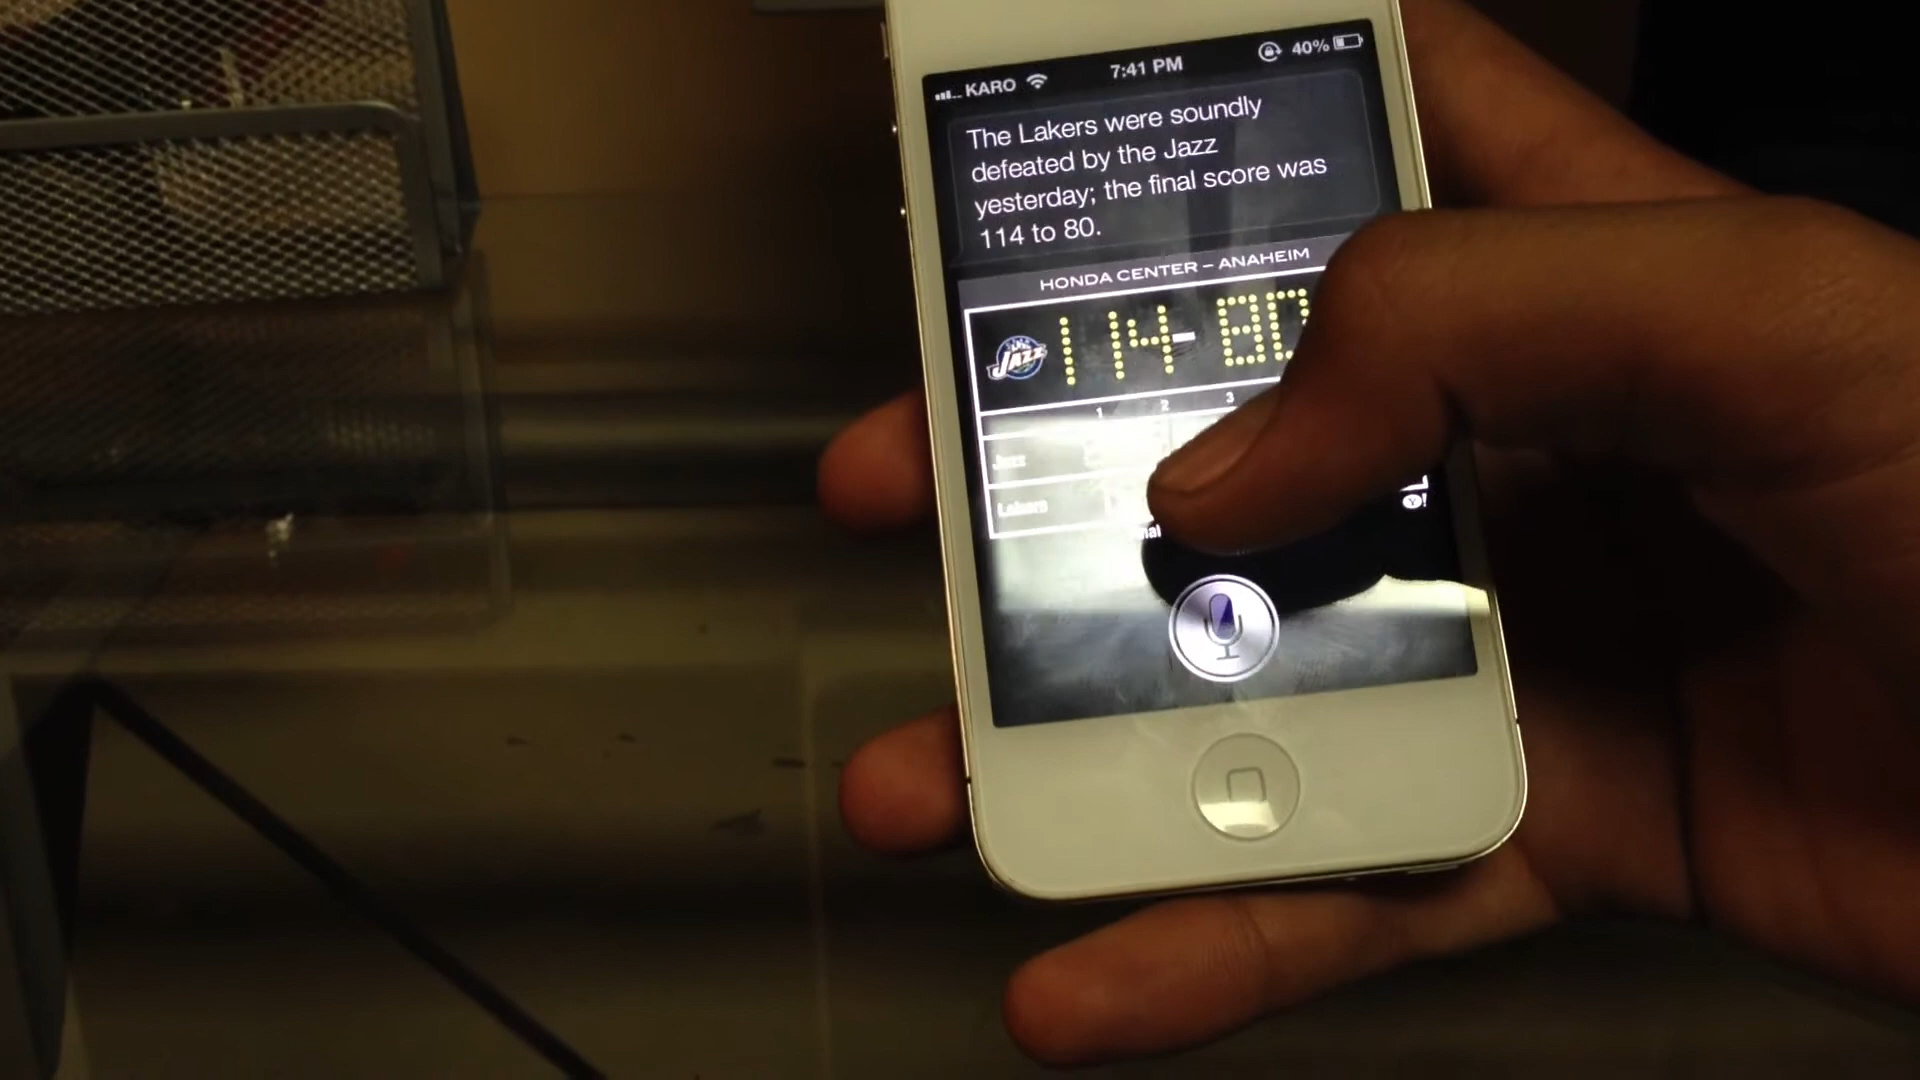 KARO 7:41 PM 40%
The Lakers were soundly
defeated by the Jazz
yesterday; the final score was
114 to 80.
HONDA CENTER – ANAHEIM
JAZZ 114-80
1 2 3
Jazz
Lakers